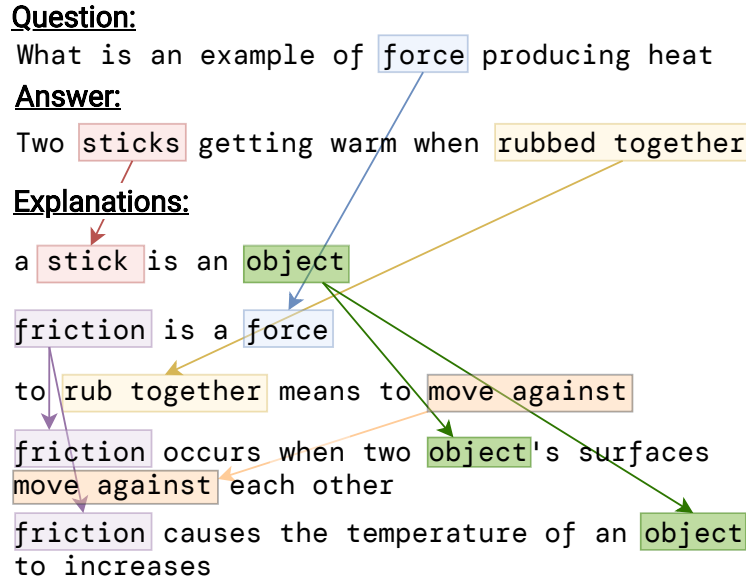 Question:
What is an example of force producing heat
Answer:
Two sticks getting warm when rubbed together
Explanations:
a stick is an object
friction is a force
to rub together means to move against
friction occurs when two object's surfaces
move against each other
friction causes the temperature of an object
to increases